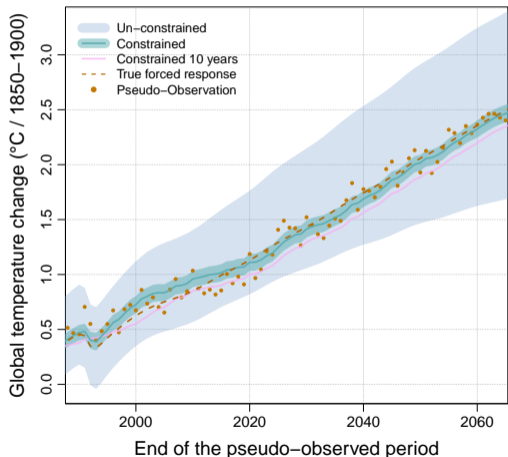 Un−constrained
Constrained
Constrained 10 years
True forced response
Pseudo−Observation
Global temperature change (°C / 1850−1900)
3.0
2.5
2.0
1.5
1.0
0.5
0.0
2000 2020 2040 2060
End of the pseudo−observed period